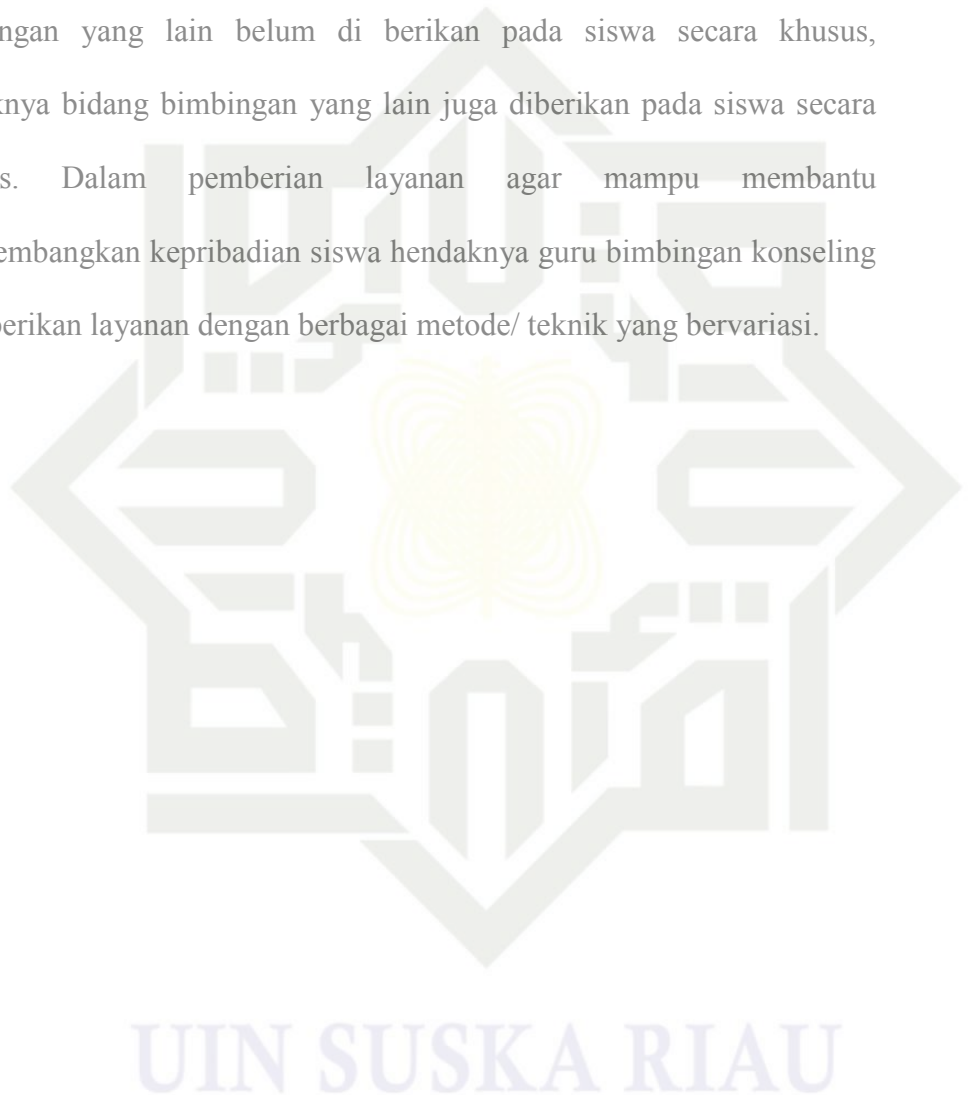 ngan yang lain belum di berikan pada siswa secara khusus,
knya bidang bimbingan yang lain juga diberikan pada siswa secara
s. Dalam pemberian layanan agar mampu membantu
embangkan kepribadian siswa hendaknya guru bimbingan konseling
berikan layanan dengan berbagai metode/ teknik yang bervariasi.
UIN SUSKA RIAU